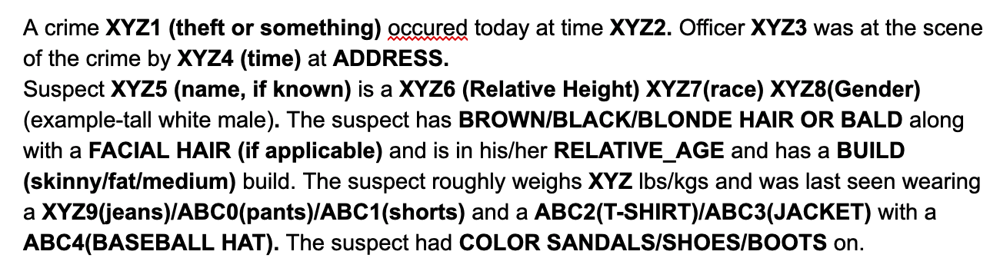 A crime XYZ1 (theft or something) occured today at time XYZ2. Officer XYZ3 was at the scene
of the crime by XYZ4 (time) at ADDRESS.
Suspect XYZ5 (name, if known) is a XYZ6 (Relative Height) XYZ7(race) XYZ8(Gender)
(example-tall white male). The suspect has BROWN/BLACK/BLONDE HAIR OR BALD along
with a FACIAL HAIR (if applicable) and is in his/her RELATIVE_AGE and has a BUILD
(skinny/fat/medium) build. The suspect roughly weighs XYZ lbs/kgs and was last seen wearing
a XYZ9(jeans)/ABC0(pants)/ABC1(shorts) and a ABC2(T-SHIRT)/ABC3(JACKET) with a
ABC4(BASEBALL HAT). The suspect had COLOR SANDALS/SHOES/BOOTS on.